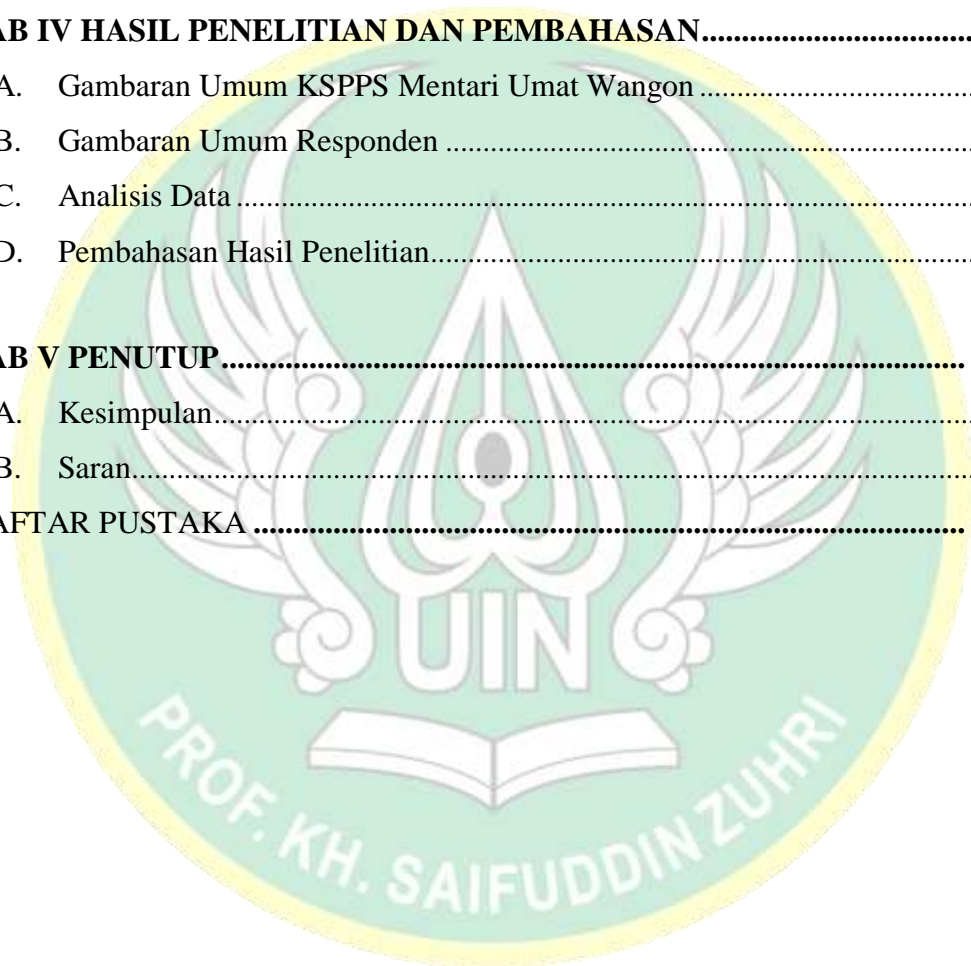 AB IV HASIL PENELITIAN DAN PEMBAHASAN..................................
A. Gambaran Umum KSPPS Mentari Umat Wangon ..................................
B. Gambaran Umum Responden ..................................
C. Analisis Data ..................................
D. Pembahasan Hasil Penelitian..................................
AB V PENUTUP..................................
A. Kesimpulan..................................
B. Saran..................................
AFTAR PUSTAKA ..................................
UIN
PROF. KH. SAIFUDDIN ZUHRI